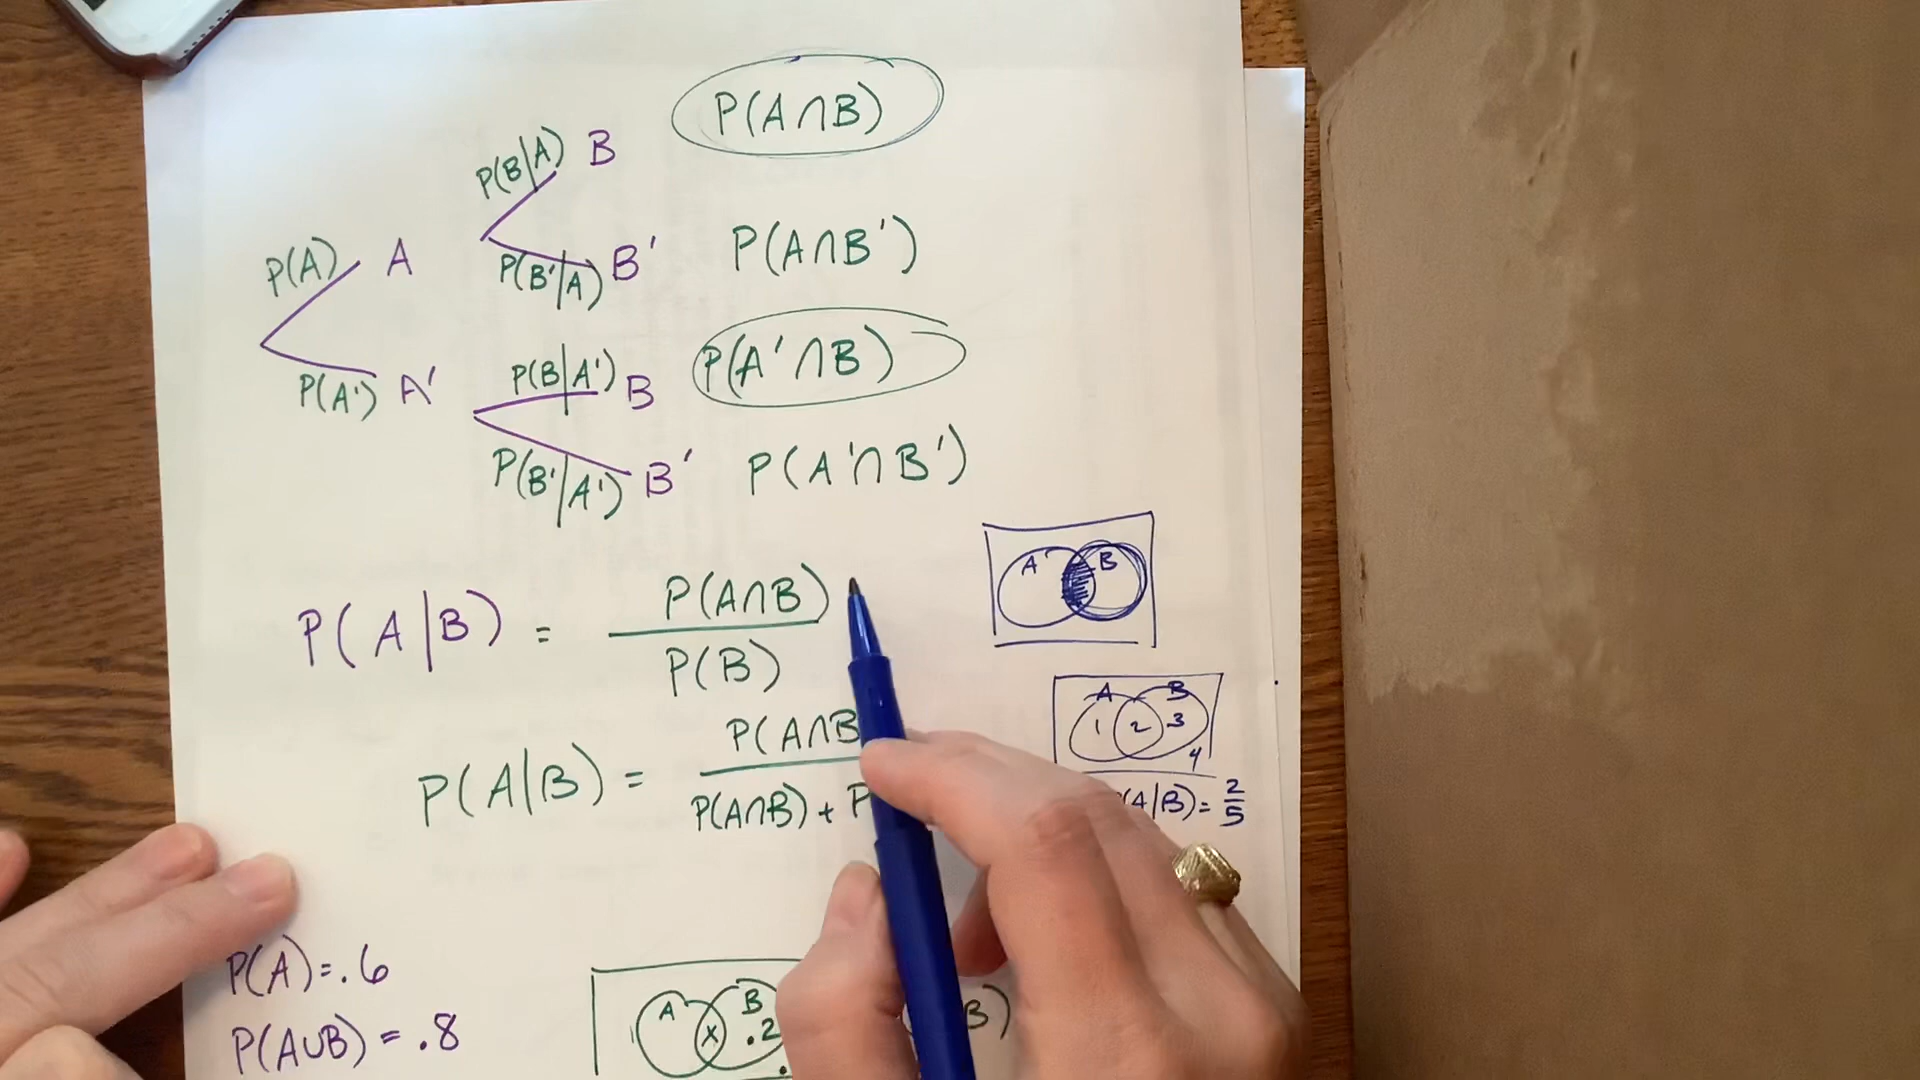 P(A∩B)
P(B|A) B
P(A) A
P(B'|A) B' P(A∩B')
P(A') A'
P(B|A') B P(A'∩B)
P(B'|A') B' P(A'∩B')
A B
P(A|B) = P(A∩B)
P(B)
A B
1 2 3
4
P(A|B) = P(A∩B
P(A∩B) + P
(A|B) = 2/5
P(A) = .6
A B
x .2
B)
P(A∪B) = .8